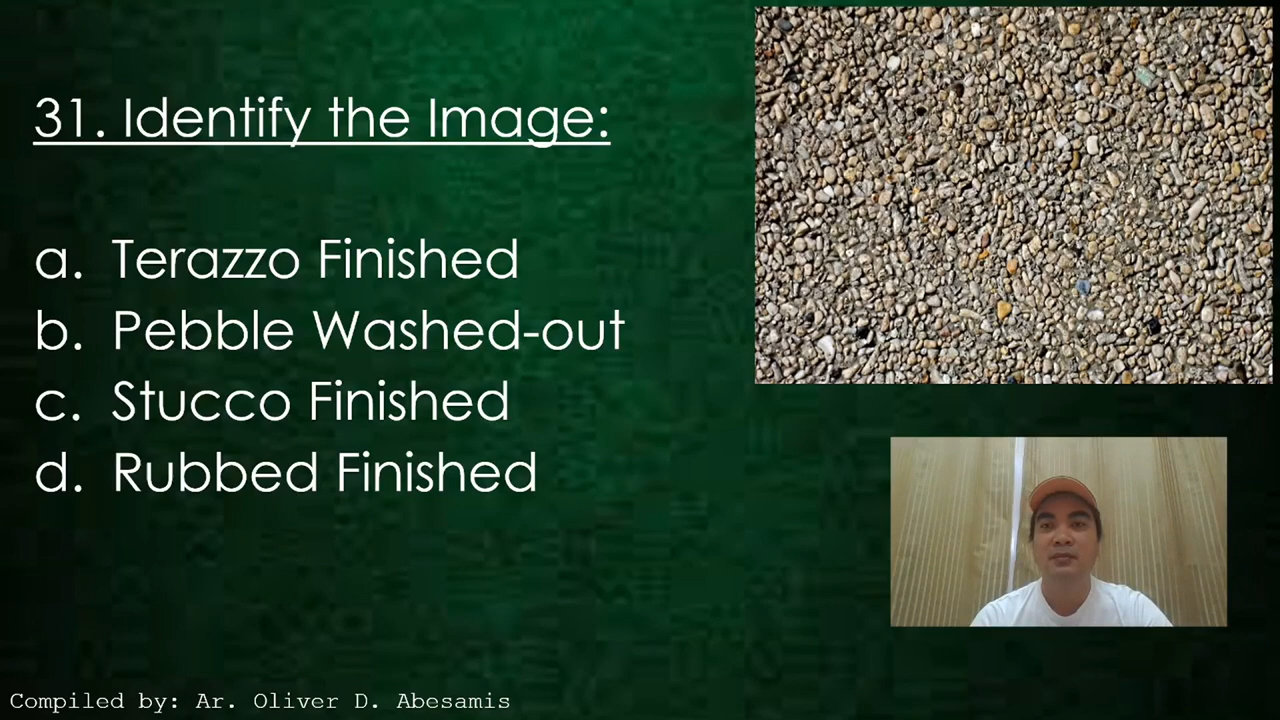 31. Identify the Image:
a. Terazzo Finished
b. Pebble Washed-out
c. Stucco Finished
d. Rubbed Finished
Compiled by: Ar. Oliver D. Abesamis